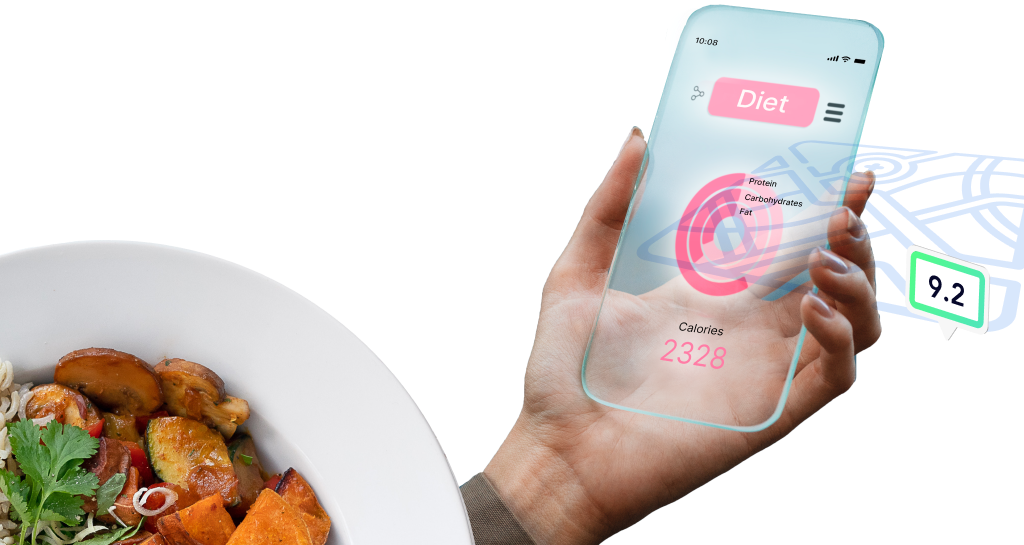 10:08
Diet
Protein
Carbohydrates
Fat
Calories
2328
9.2